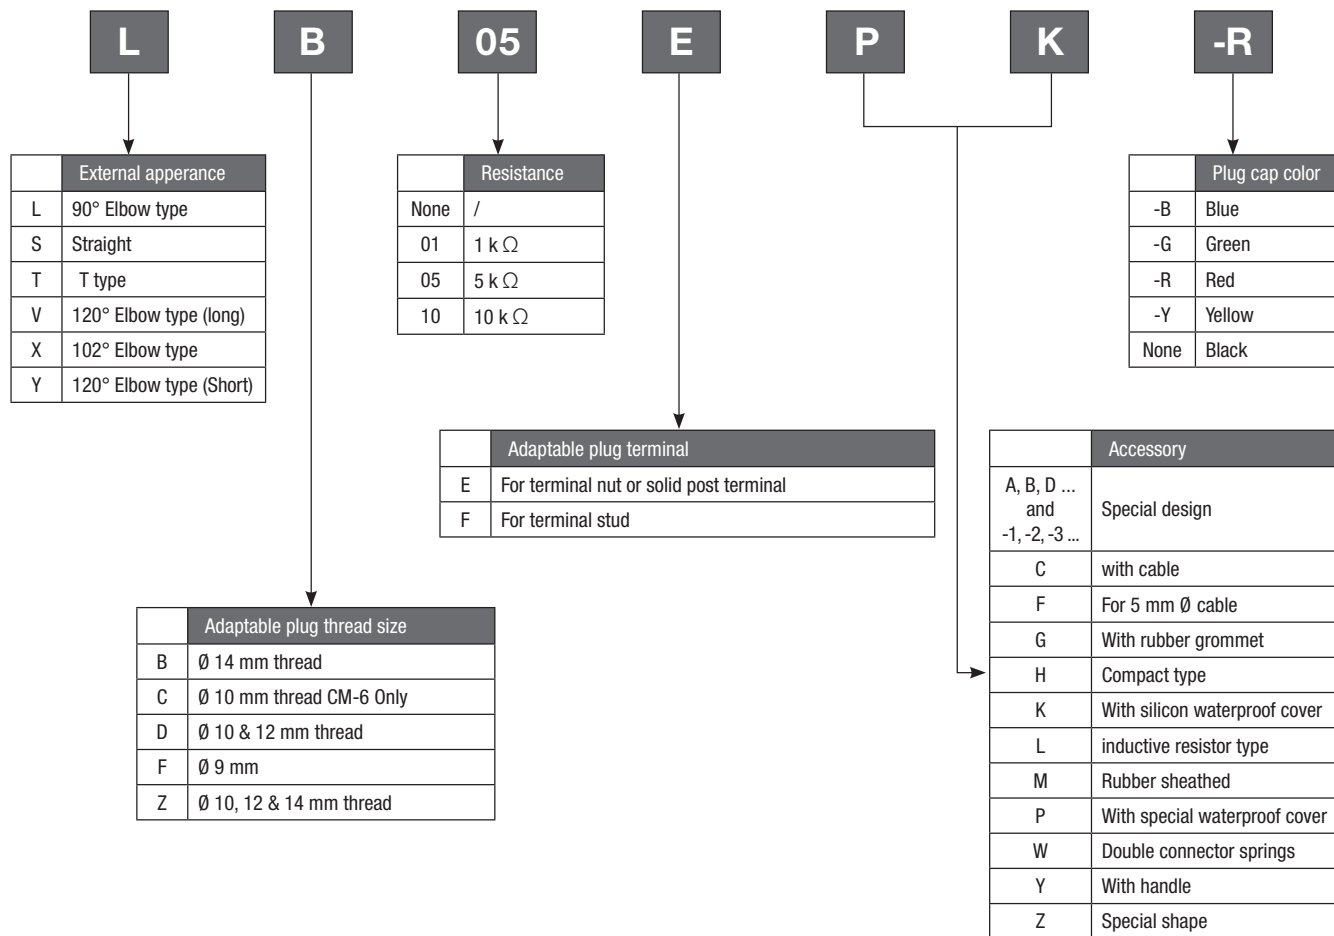 L B 05 E P K -R
External apperance
L 90° Elbow type
S Straight
T T type
V 120° Elbow type (long)
X 102° Elbow type
Y 120° Elbow type (Short)
Resistance
None /
01 1 k Ω
05 5 k Ω
10 10 k Ω
Plug cap color
-B Blue
-G Green
-R Red
-Y Yellow
None Black
Adaptable plug terminal
E For terminal nut or solid post terminal
F For terminal stud
Adaptable plug thread size
B Ø 14 mm thread
C Ø 10 mm thread CM-6 Only
D Ø 10 & 12 mm thread
F Ø 9 mm
Z Ø 10, 12 & 14 mm thread
Accessory
A, B, D ...
and
-1, -2, -3 ...
Special design
C with cable
F For 5 mm Ø cable
G With rubber grommet
H Compact type
K With silicon waterproof cover
L inductive resistor type
M Rubber sheathed
P With special waterproof cover
W Double connector springs
Y With handle
Z Special shape